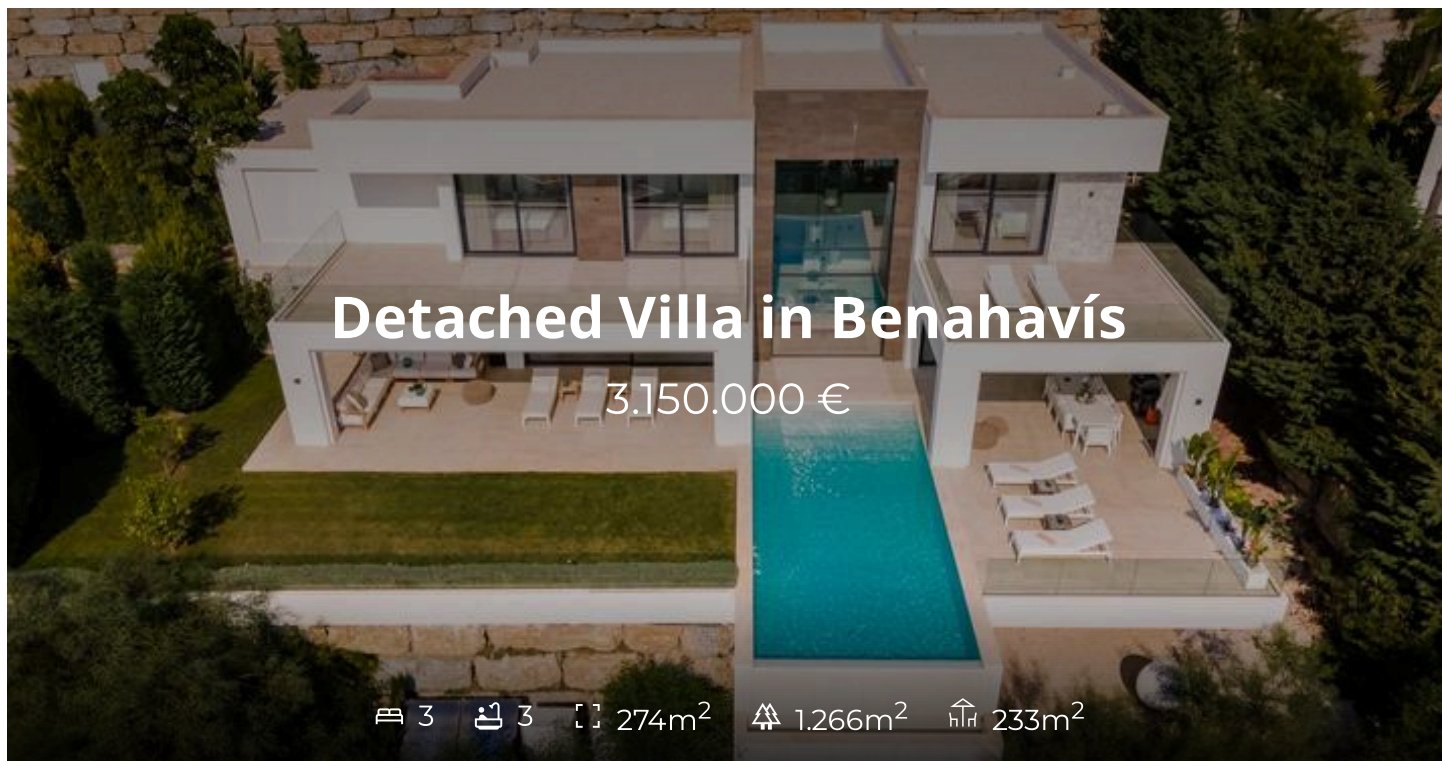 Detached Villa in Benahavís
3.150.000 €
3 3 274m² 1.266m² 233m²